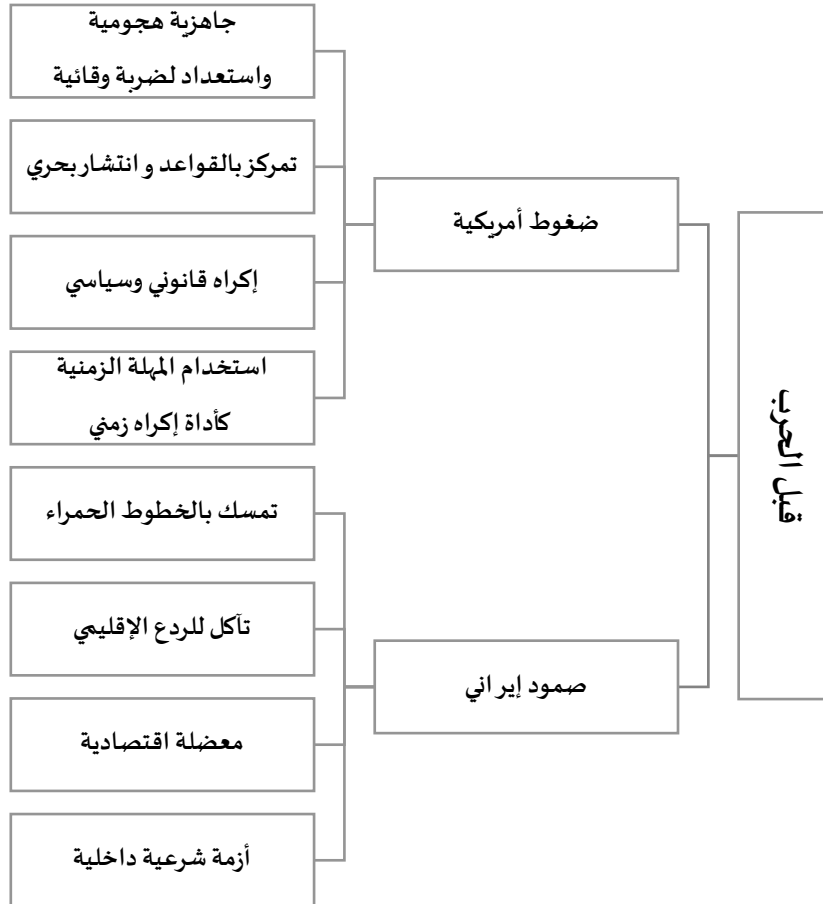 قبل الحرب
ضغوط أمريكية
جاهزية هجومية
واستعداد لضربة وقائية
تمركز بالقواعد وانتشار بحري
إكراه قانوني وسياسي
استخدام المهلة الزمنية
كأداة إكراه زمني
صمود إيراني
تمسك بالخطوط الحمراء
تآكل للردع الإقليمي
معضلة اقتصادية
أزمة شرعية داخلية